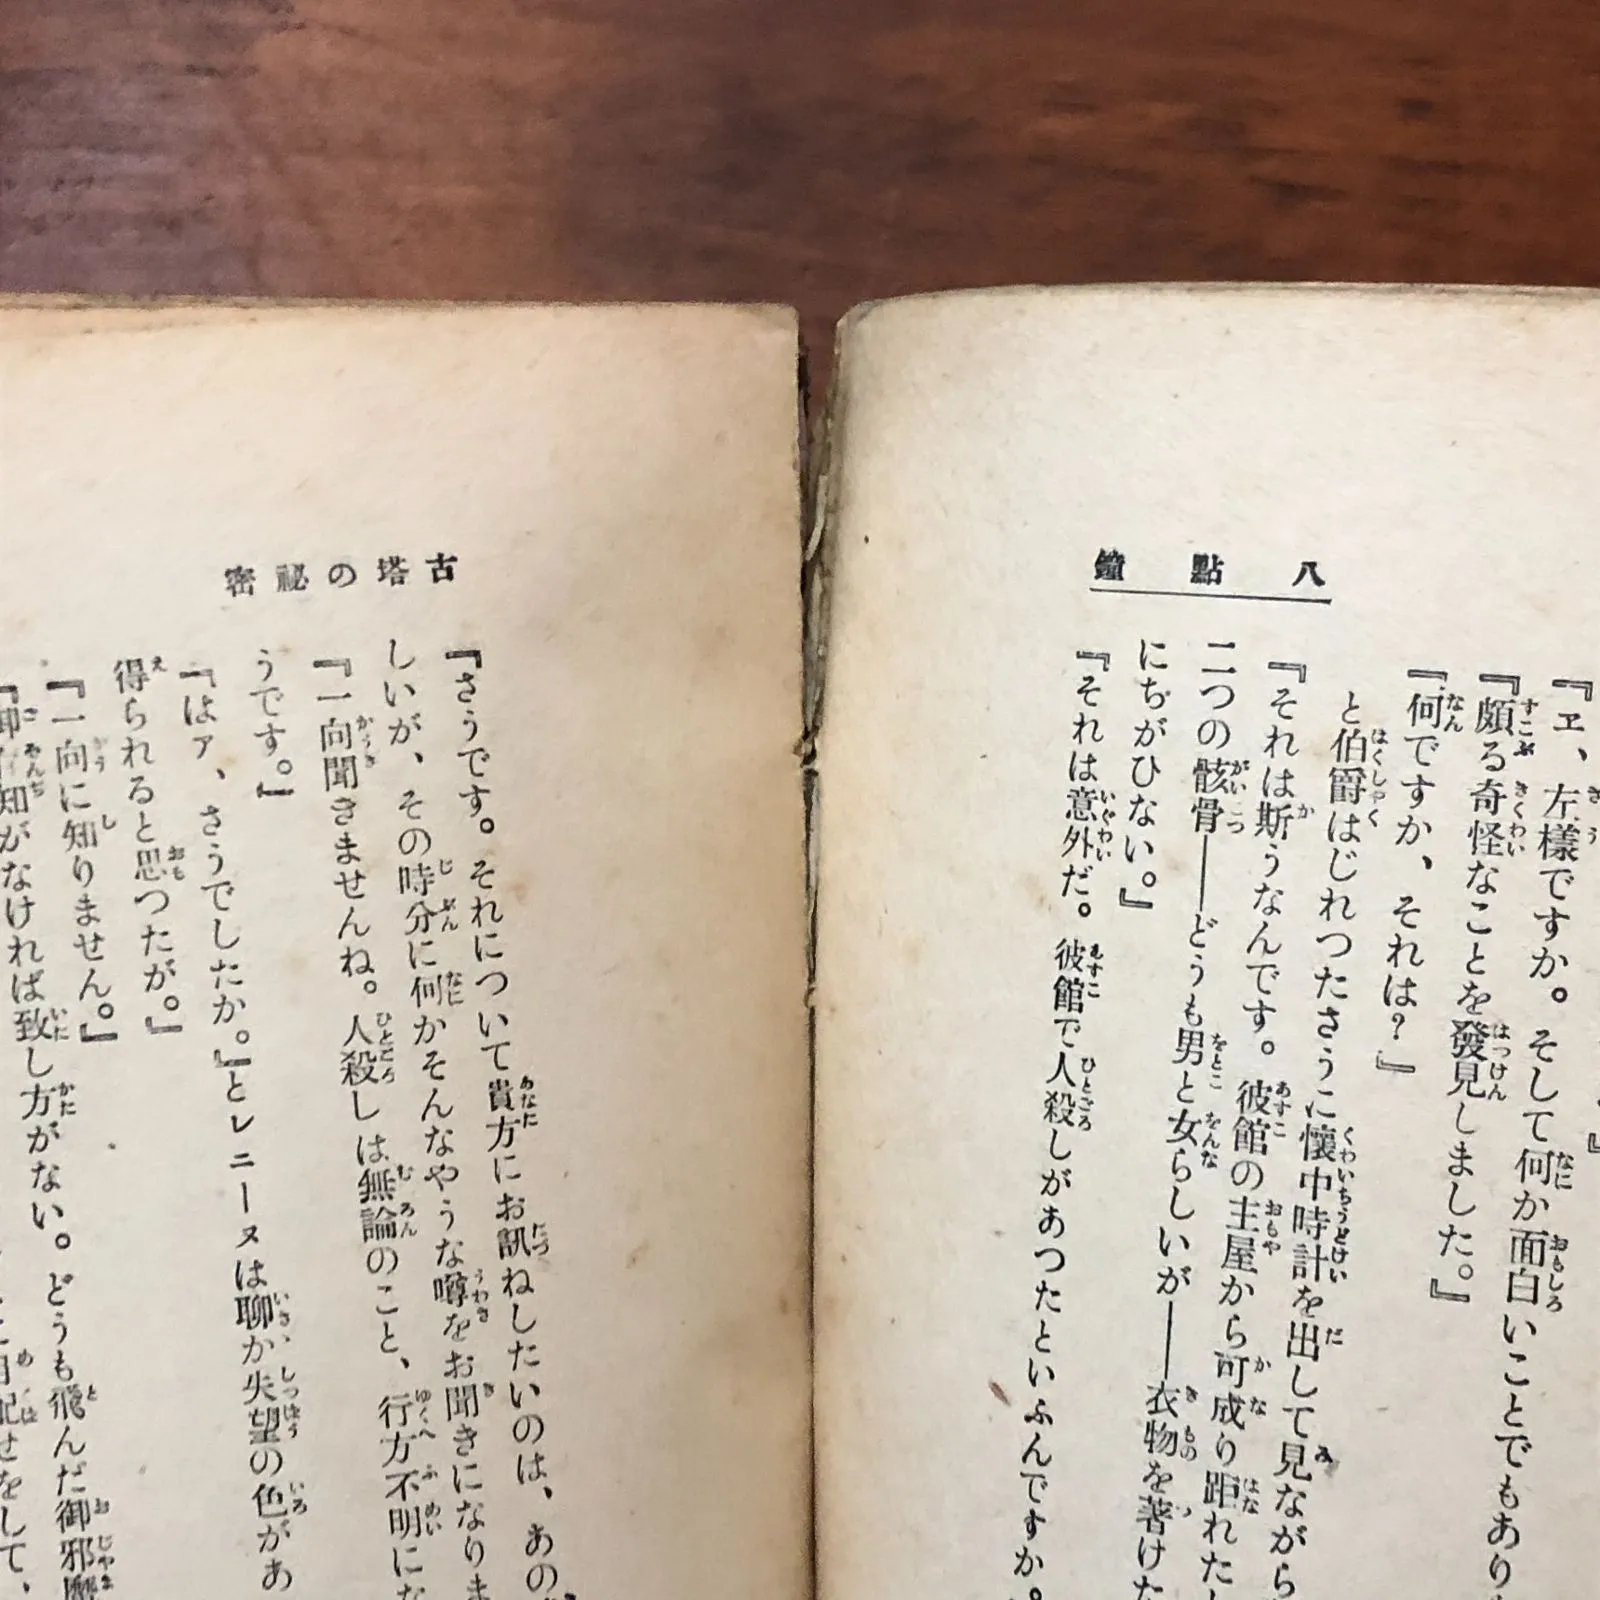 八點鐘
『ヱ、左樣ですか。そして何か面白いことでもあり
『頗る奇怪なことを發見しました。』
『何ですか、それは?』
と伯爵はじれつたさうに懷中時計を出して見ながら
『それは斯うなんです。彼館の主屋から可成り距れた
二つの骸骨――どうも男と女らしいが――衣物を著けた
にちがひない。』
『それは意外だ。彼館で人殺しがあつたといふんですか。
古塔の祕密
『さうです。それについて貴方にお訊ねしたいのは、あの
しいが、その時分に何かそんなやうな噂をお聞きになりま
『一向聞きませんね。人殺しは無論のこと、行方不明にな
うです。』
『はァ、さうでしたか。』とレニーヌは聊か失望の色があ
得られると思つたが。』
『一向に知りません。』
知がなければ致し方がない。どうも飛んだ御邪魔
せをして、